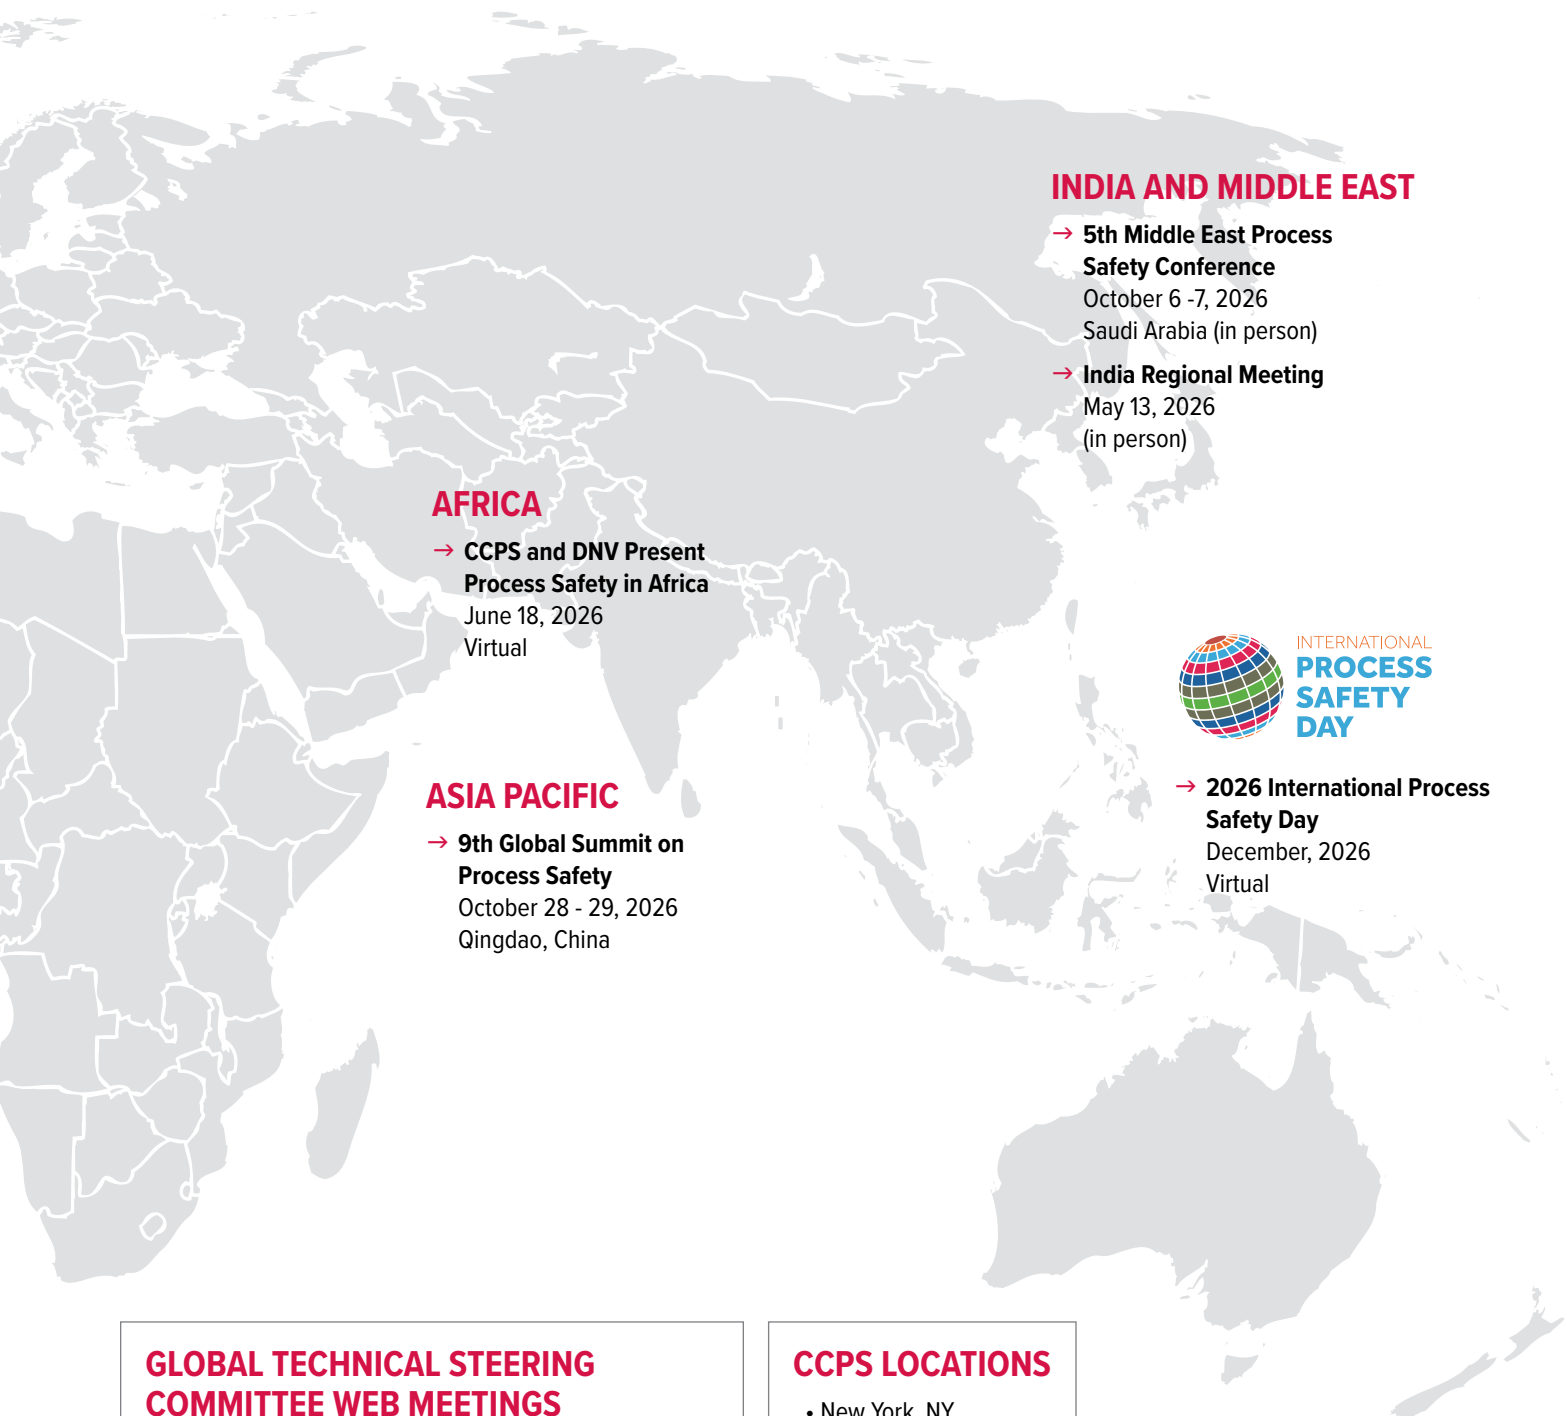 INDIA AND MIDDLE EAST
→ 5th Middle East Process
Safety Conference
October 6 -7, 2026
Saudi Arabia (in person)
→ India Regional Meeting
May 13, 2026
(in person)
AFRICA
→ CCPS and DNV Present
Process Safety in Africa
June 18, 2026
Virtual
INTERNATIONAL
PROCESS
SAFETY
DAY
→ 2026 International Process
Safety Day
December, 2026
Virtual
ASIA PACIFIC
→ 9th Global Summit on
Process Safety
October 28 - 29, 2026
Qingdao, China
GLOBAL TECHNICAL STEERING
COMMITTEE WEB MEETINGS
CCPS LOCATIONS
• New York, NY